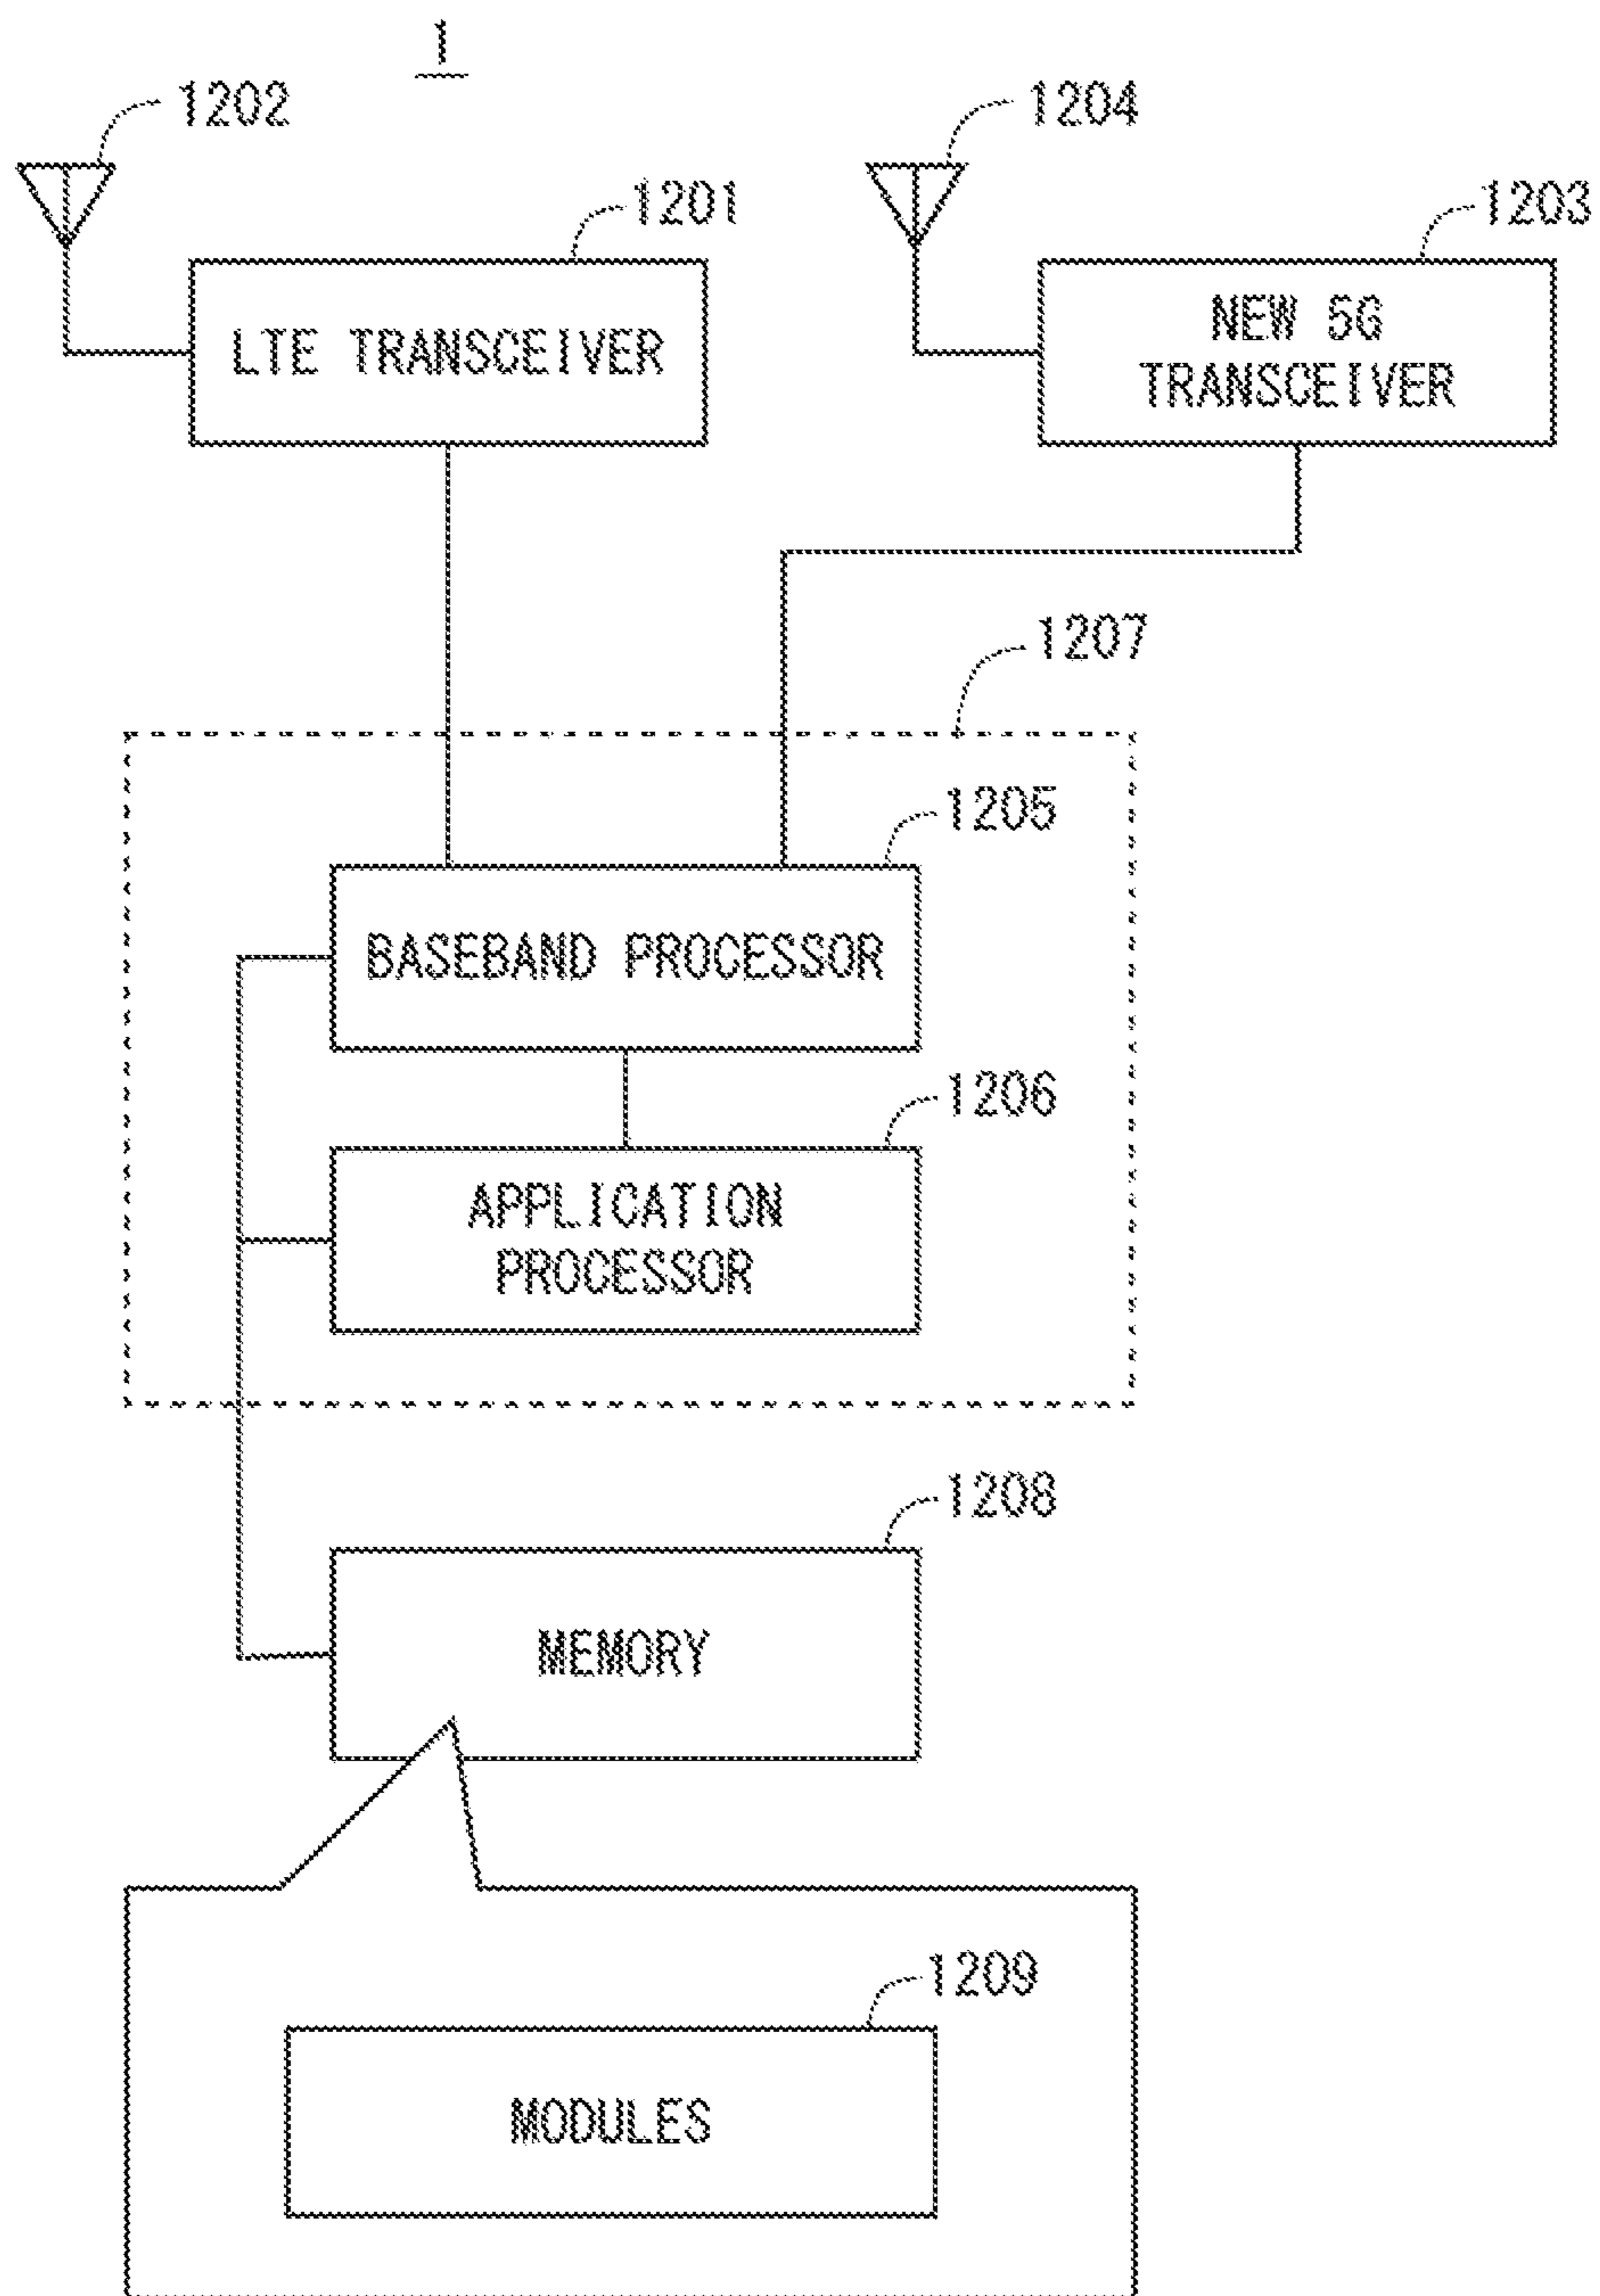 1
1202
1204
1201
1203
LTE TRANSCEIVER
NEW 5G
TRANSCEIVER
1207
1205
BASEBAND PROCESSOR
1206
APPLICATION
PROCESSOR
1208
MEMORY
1209
MODULES